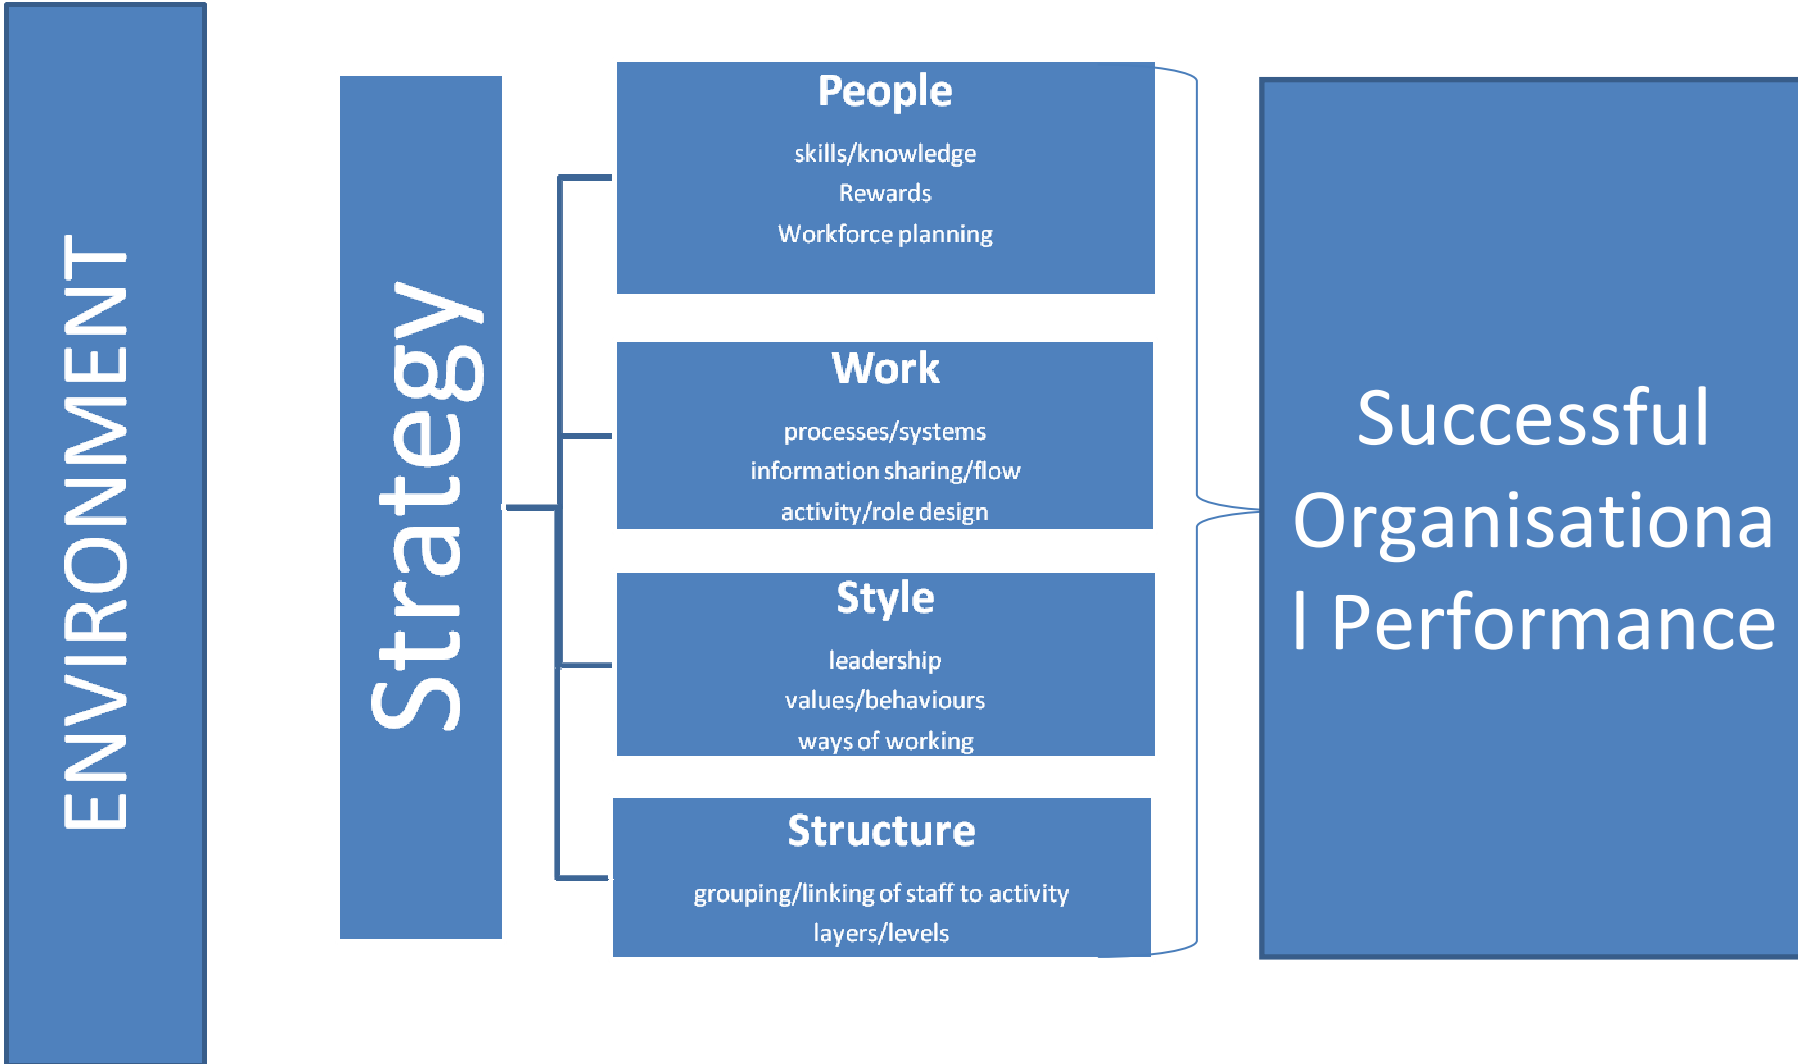 ENVIRONMENT
Strategy
People
skills/knowledge
Rewards
Workforce planning
Work
processes/systems
information sharing/flow
activity/role design
Style
leadership
values/behaviours
ways of working
Structure
grouping/linking of staff to activity
layers/levels
Successful
Organisationa
l Performance